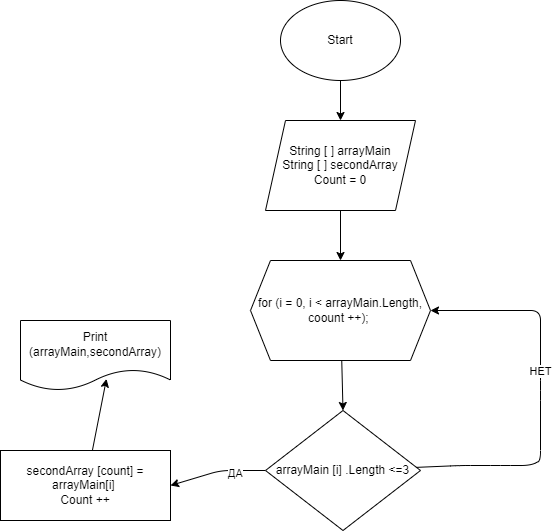 Start
String [ ] arrayMain
String [ ] secondArray
Count = 0
for (i = 0, i < arrayMain.Length,
coount ++);
Print
(arrayMain,secondArray)
НЕТ
arrayMain [i] .Length <=3
ДА
secondArray [count] =
arrayMain[i]
Count ++